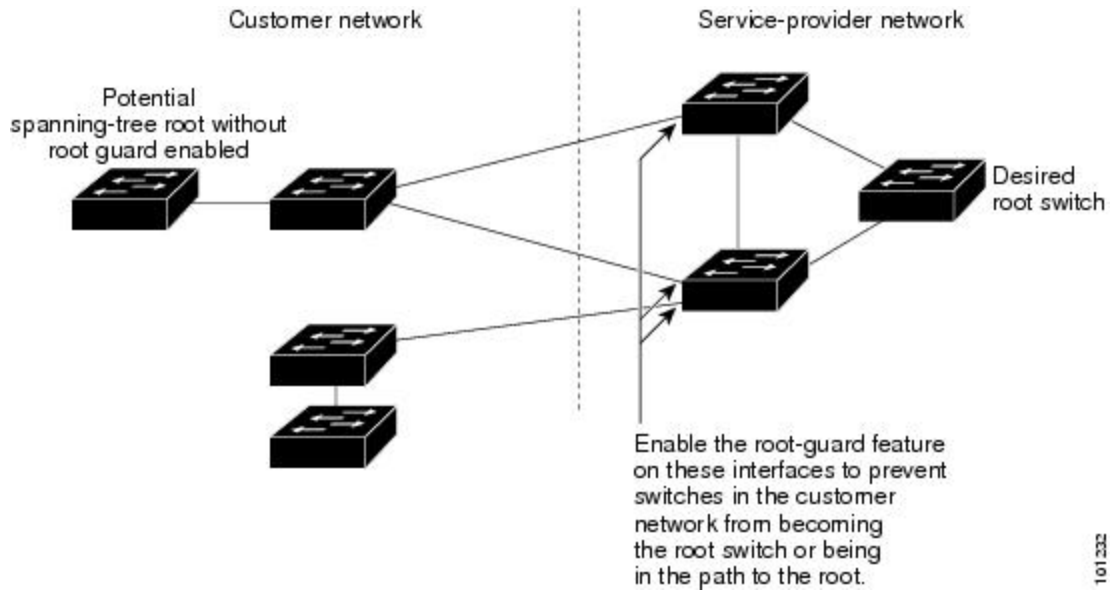 Customer network
Service-provider network
Potential
spanning-tree root without
root guard enabled
Desired
root switch
Enable the root-guard feature
on these interfaces to prevent
switches in the customer
network from becoming
the root switch or being
in the path to the root.
101232